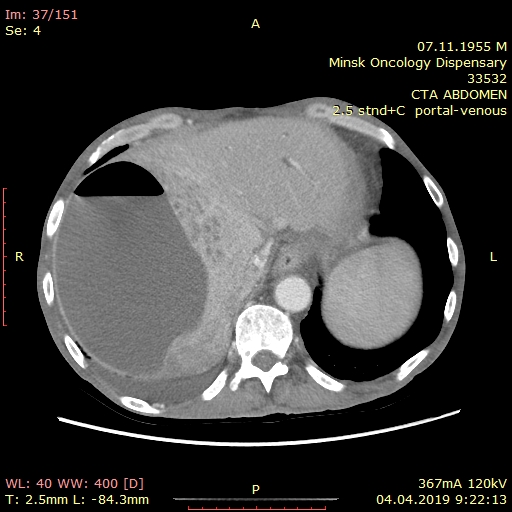 Im: 37/151
Se: 4
A
07.11.1955 M
Minsk Oncology Dispensary
33532
CTA ABDOMEN
2.5 stnd+C portal-venous
R
L
WL: 40 WW: 400 [D]
T: 2.5mm L: -84.3mm
P
367mA 120kV
04.04.2019 9:22:13